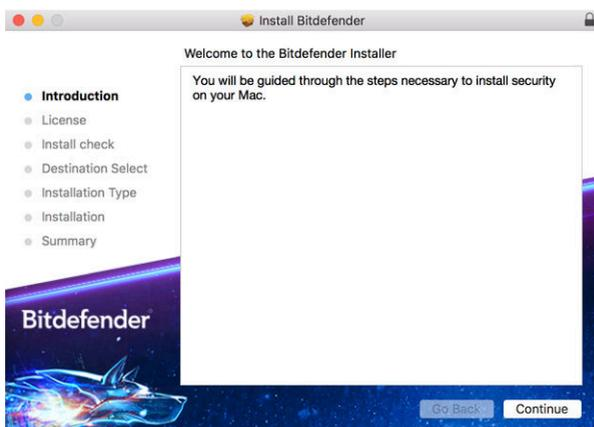 Install Bitdefender
Welcome to the Bitdefender Installer
You will be guided through the steps necessary to install security
on your Mac.
Introduction
License
Install check
Destination Select
Installation Type
Installation
Summary
Bitdefender
Go Back
Continue